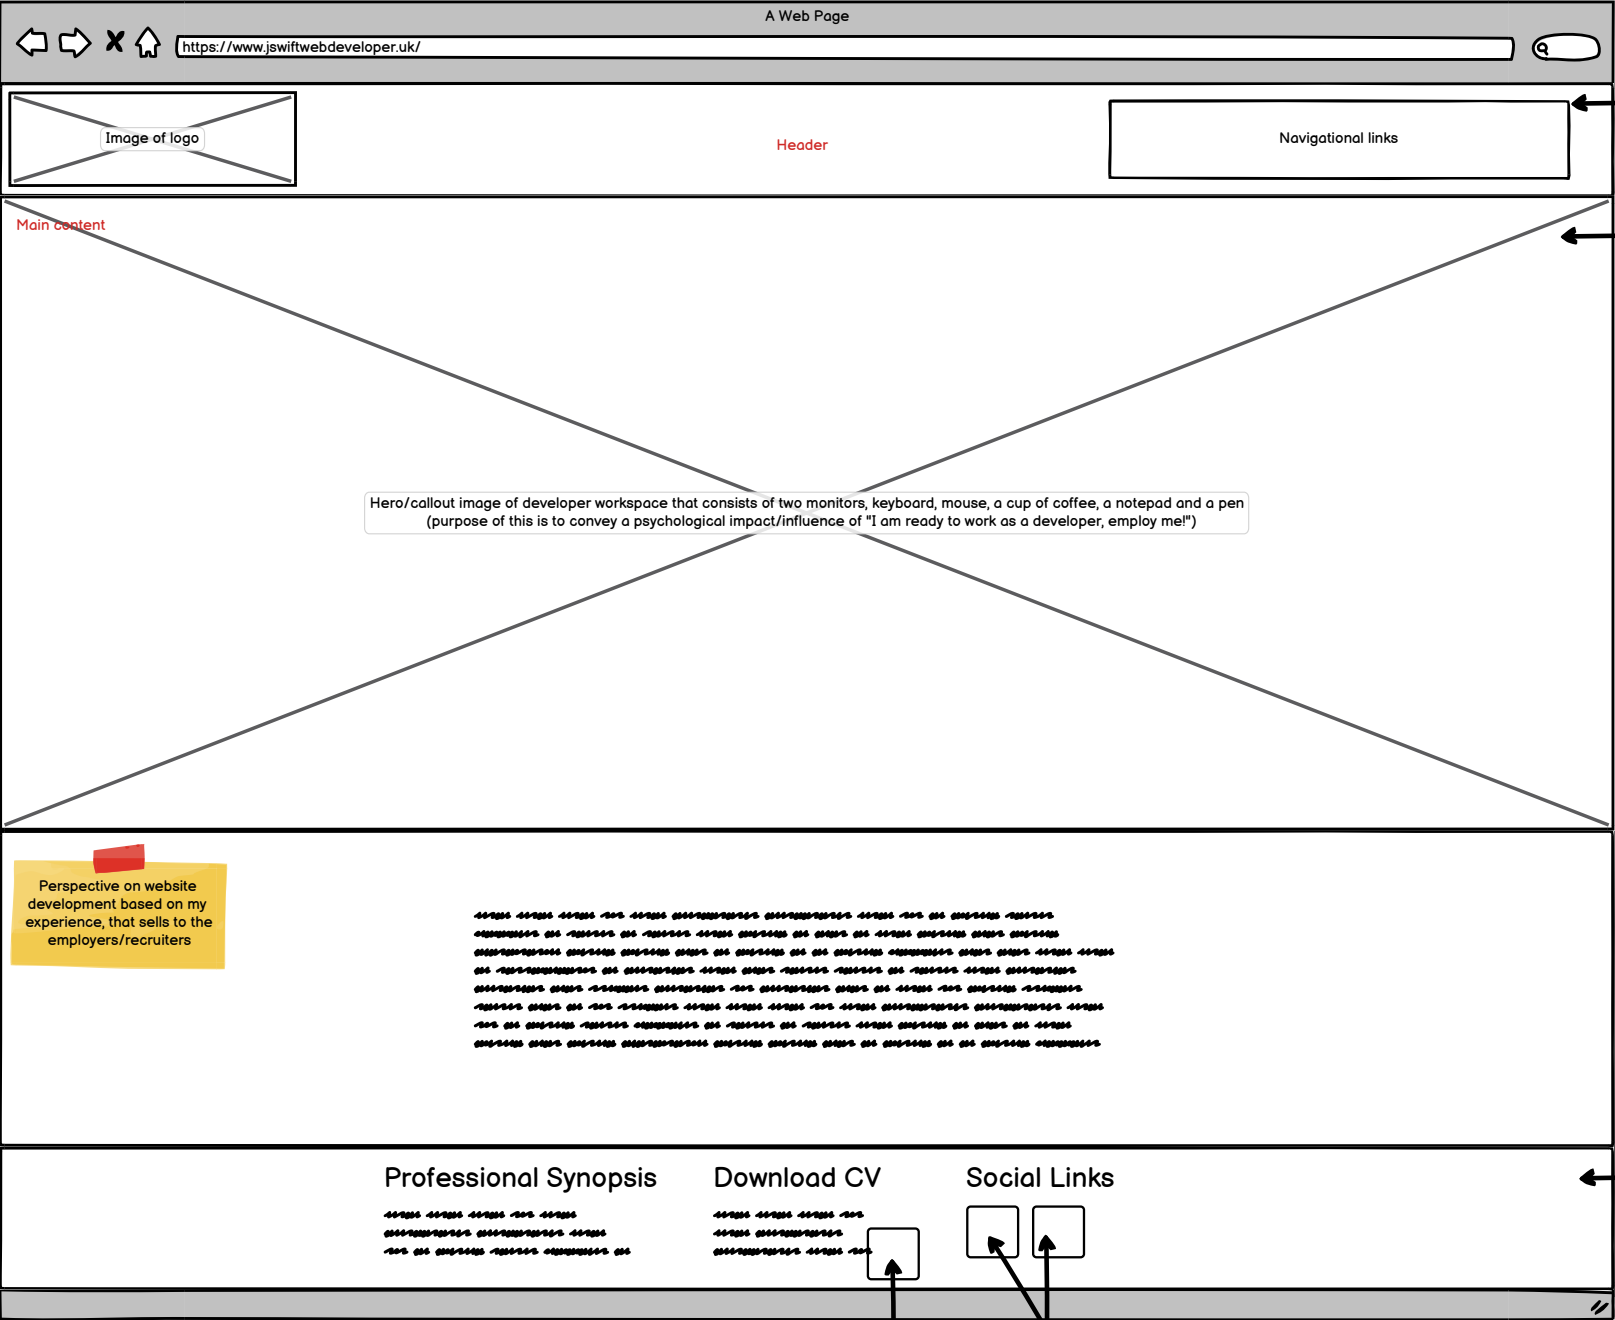 A Web Page
https://www.jswiftwebdeveloper.uk/
Image of logo
Header
Navigational links
Main content
Hero/callout image of developer workspace that consists of two monitors, keyboard, mouse, a cup of coffee, a notepad and a pen
(purpose of this is to convey a psychological impact/influence of "I am ready to work as a developer, employ me!")
Perspective on website
development based on my
experience, that sells to the
employers/recruiters
Professional Synopsis
Download CV
Social Links